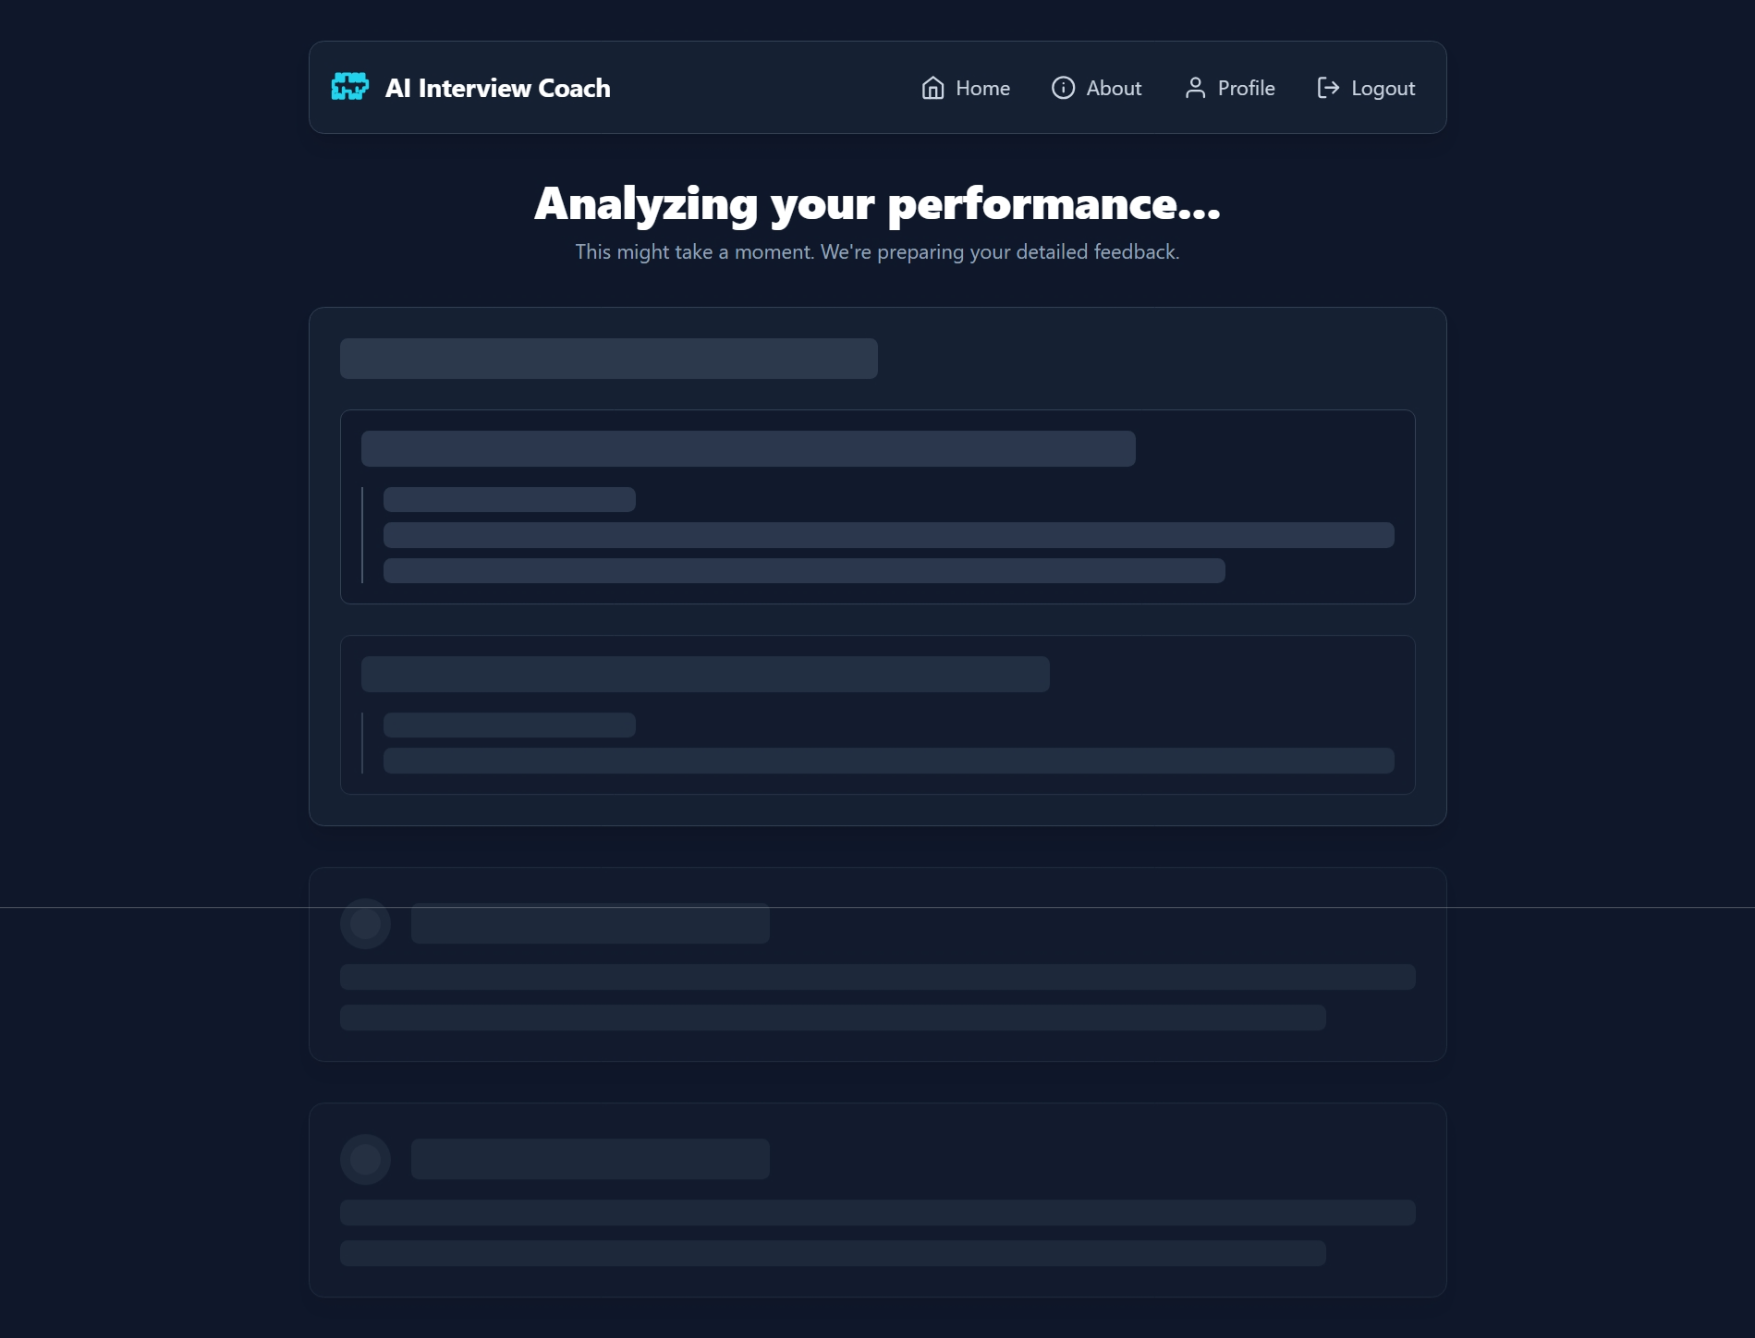 AI Interview Coach
Home
About
Profile
Logout
Analyzing your performance...
This might take a moment. We're preparing your detailed feedback.